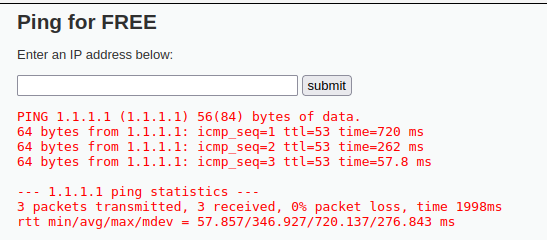 Ping for FREE
Enter an IP address below:
submit
PING 1.1.1.1 (1.1.1.1) 56(84) bytes of data.
64 bytes from 1.1.1.1: icmp_seq=1 ttl=53 time=720 ms
64 bytes from 1.1.1.1: icmp_seq=2 ttl=53 time=262 ms
64 bytes from 1.1.1.1: icmp_seq=3 ttl=53 time=57.8 ms
--- 1.1.1.1 ping statistics ---
3 packets transmitted, 3 received, 0% packet loss, time 1998ms
rtt min/avg/max/mdev = 57.857/346.927/720.137/276.843 ms